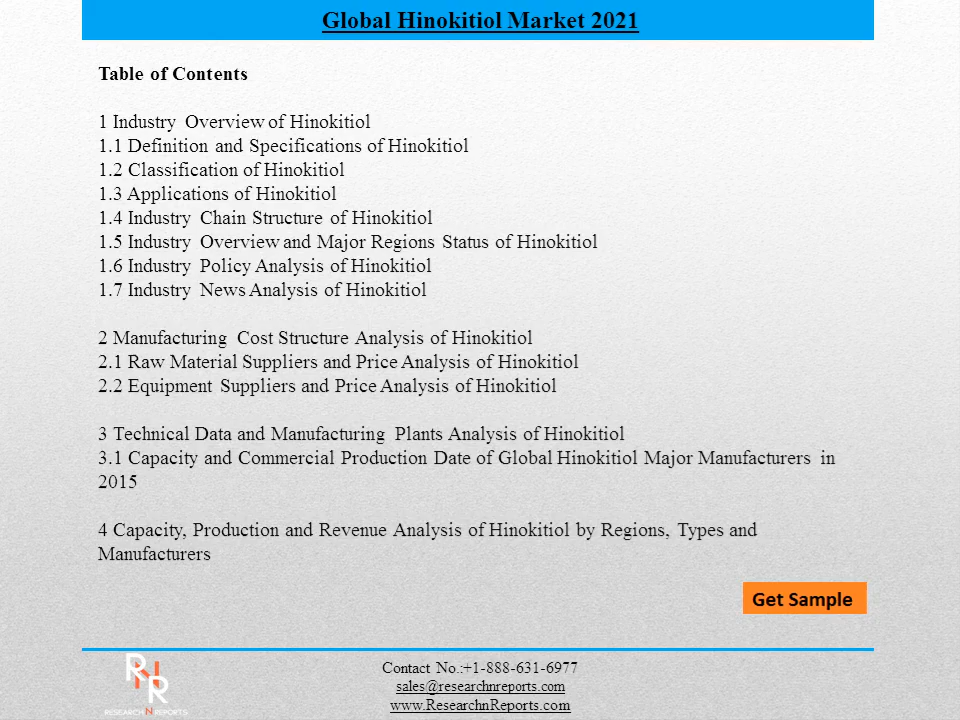 Global Hinokitiol Market 2021
Table of Contents
1 Industry Overview of Hinokitiol
1.1 Definition and Specifications of Hinokitiol
1.2 Classification of Hinokitiol
1.3 Applications of Hinokitiol
1.4 Industry Chain Structure of Hinokitiol
1.5 Industry Overview and Major Regions Status of Hinokitiol
1.6 Industry Policy Analysis of Hinokitiol
1.7 Industry News Analysis of Hinokitiol
2 Manufacturing Cost Structure Analysis of Hinokitiol
2.1 Raw Material Suppliers and Price Analysis of Hinokitiol
2.2 Equipment Suppliers and Price Analysis of Hinokitiol
3 Technical Data and Manufacturing Plants Analysis of Hinokitiol
3.1 Capacity and Commercial Production Date of Global Hinokitiol Major Manufacturers in
2015
4 Capacity, Production and Revenue Analysis of Hinokitiol by Regions, Types and
Manufacturers
Get Sample
RNR
RESEARCH N REPORTS
Contact No.:+1-888-631-6977
sales@researchnreports.com
www.ResearchnReports.com